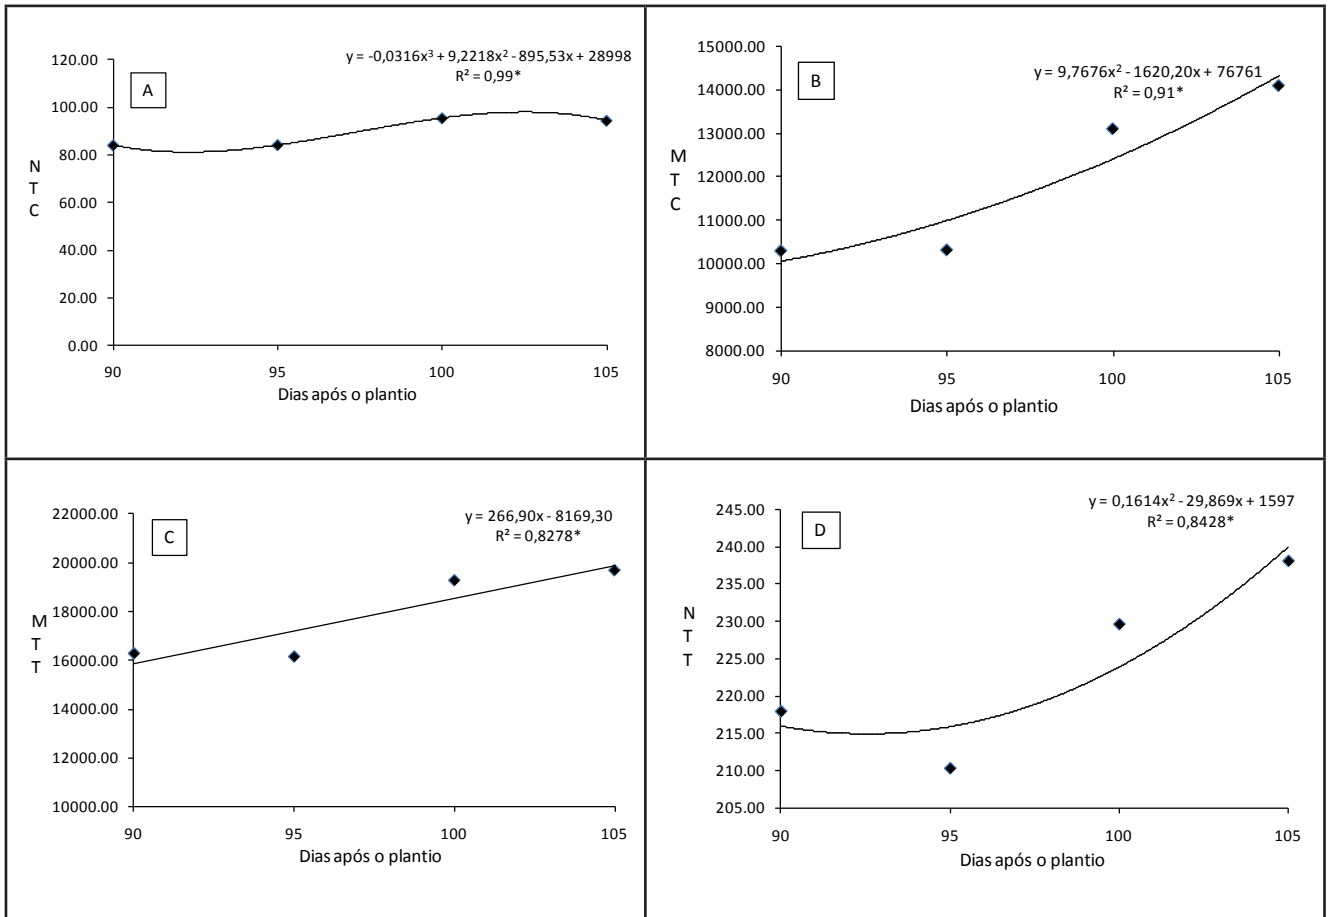 y = -0,0316x³ + 9,2218x² - 895,53x + 28998
R² = 0,99*
A
120.00
100.00
80.00
60.00
40.00
20.00
0.00
N
T
C
90 95 100 105
Dias após o plantio
y = 9,7676x² - 1620,20x + 76761
R² = 0,91*
B
15000.00
14000.00
13000.00
12000.00
11000.00
10000.00
9000.00
8000.00
M
T
C
90 95 100 105
Dias após o plantio
y = 266,90x - 8169,30
R² = 0,8278*
C
22000.00
20000.00
18000.00
16000.00
14000.00
12000.00
10000.00
M
T
T
90 95 100 105
Dias após o plantio
y = 0,1614x² - 29,869x + 1597
R² = 0,8428*
D
245.00
240.00
235.00
230.00
225.00
220.00
215.00
210.00
205.00
N
T
T
90 95 100 105
Dias após o plantio